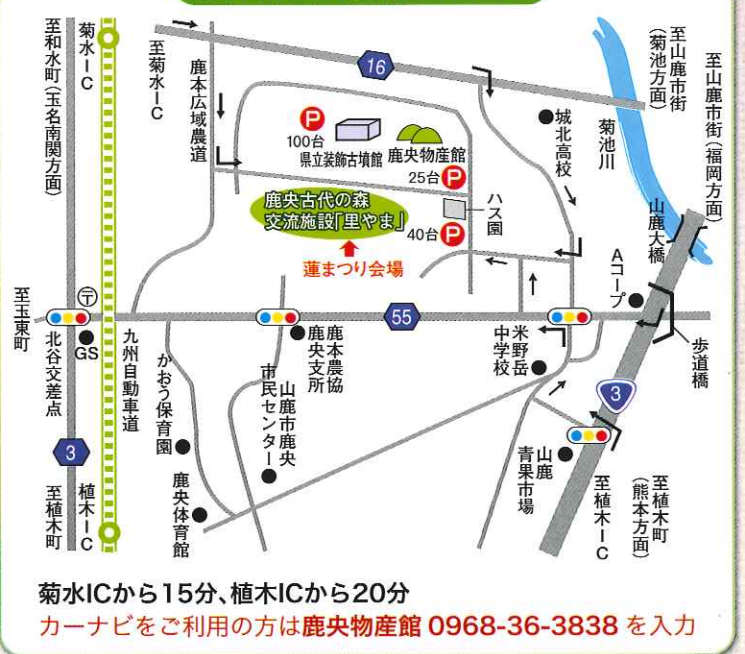 至和水町(玉名南関方面)
菊水IC
至菊水IC
鹿本広域農道
16
至山鹿市街
(菊池方面)
至山鹿市街(福岡方面)
P
100台
県立装飾古墳館
鹿央物産館
25台
P
城北高校
菊池川
鹿央古代の森
交流施設「里やま」
ハス園
40台
P
蓮まつり会場
山鹿大橋
Aコープ
至玉東町
〒
GS
北谷交差点
九州自動車道
かおう保育園
鹿本農協
鹿央支所
山鹿市鹿央
市民センター
55
米野岳
中学校
歩道橋
3
3
鹿央体育館
山鹿
青果市場
至植木町
植木IC
至植木IC
至植木町
(熊本方面)
菊水ICから15分、植木ICから20分
カーナビをご利用の方は鹿央物産館 0968-36-3838 を入力